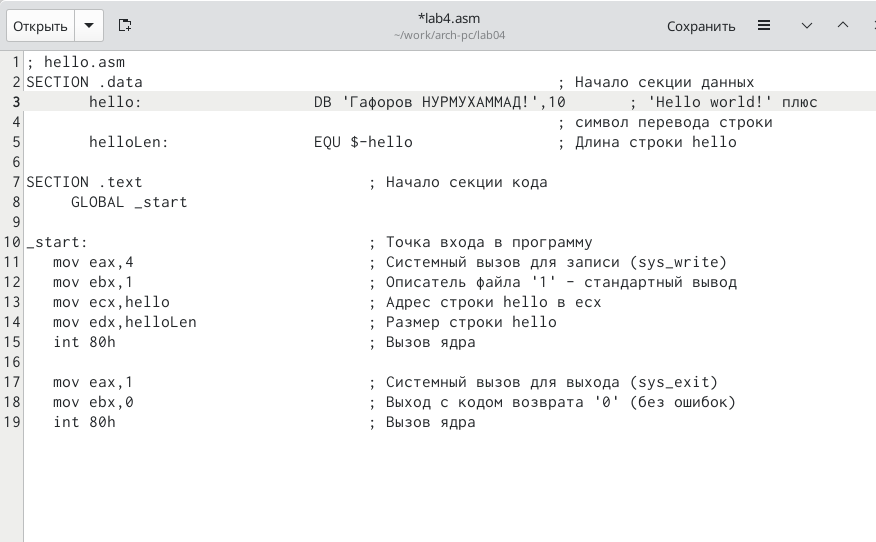 Открыть
*lab4.asm
~/work/arch-pc/lab04
Сохранить
1 ; hello.asm
2 SECTION .data ; Начало секции данных
3 hello: DB 'Гафоров НУРМУХАММАД!',10 ; 'Hello world!' плюс
4 ; символ перевода строки
5 helloLen: EQU $-hello ; Длина строки hello
6
7 SECTION .text ; Начало секции кода
8 GLOBAL _start
9
10 _start: ; Точка входа в программу
11 mov eax,4 ; Системный вызов для записи (sys_write)
12 mov ebx,1 ; Описатель файла '1' - стандартный вывод
13 mov ecx,hello ; Адрес строки hello в ecx
14 mov edx,helloLen ; Размер строки hello
15 int 80h ; Вызов ядра
16
17 mov eax,1 ; Системный вызов для выхода (sys_exit)
18 mov ebx,0 ; Выход с кодом возврата '0' (без ошибок)
19 int 80h ; Вызов ядра